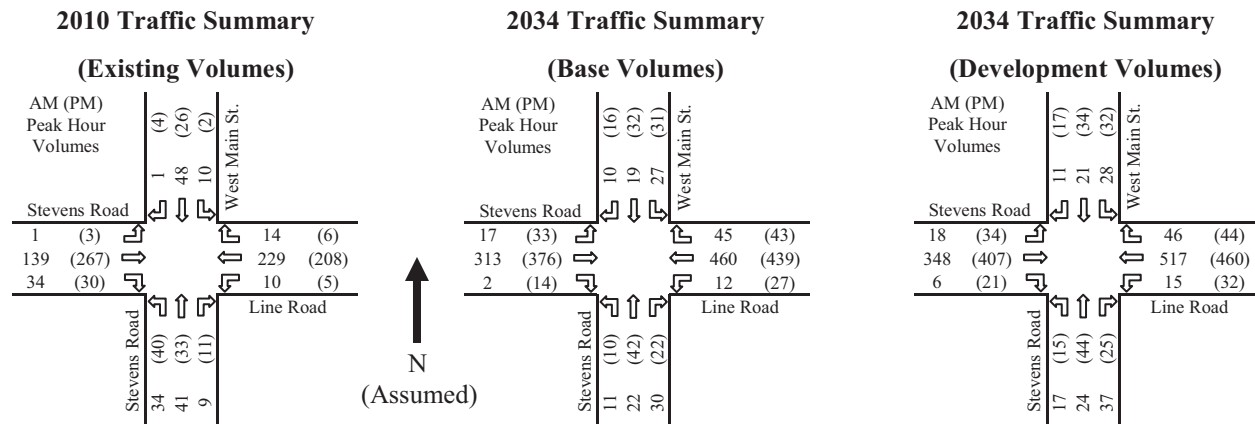 2010 Traffic Summary
(Existing Volumes)
AM (PM)
Peak Hour
Volumes
(4)
(26)
(2)
1
48
10
West Main St.
Stevens Road
1 (3)
139 (267)
34 (30)
14 (6)
229 (208)
10 (5)
Line Road
Stevens Road
(40)
(33)
(11)
34
41
9
N
(Assumed)
2034 Traffic Summary
(Base Volumes)
AM (PM)
Peak Hour
Volumes
(16)
(32)
(31)
10
19
27
West Main St.
Stevens Road
17 (33)
313 (376)
2 (14)
45 (43)
460 (439)
12 (27)
Line Road
Stevens Road
(10)
(42)
(22)
11
22
30
2034 Traffic Summary
(Development Volumes)
AM (PM)
Peak Hour
Volumes
(17)
(34)
(32)
11
21
28
West Main St.
Stevens Road
18 (34)
348 (407)
6 (21)
46 (44)
517 (460)
15 (32)
Line Road
Stevens Road
(15)
(44)
(25)
17
24
37